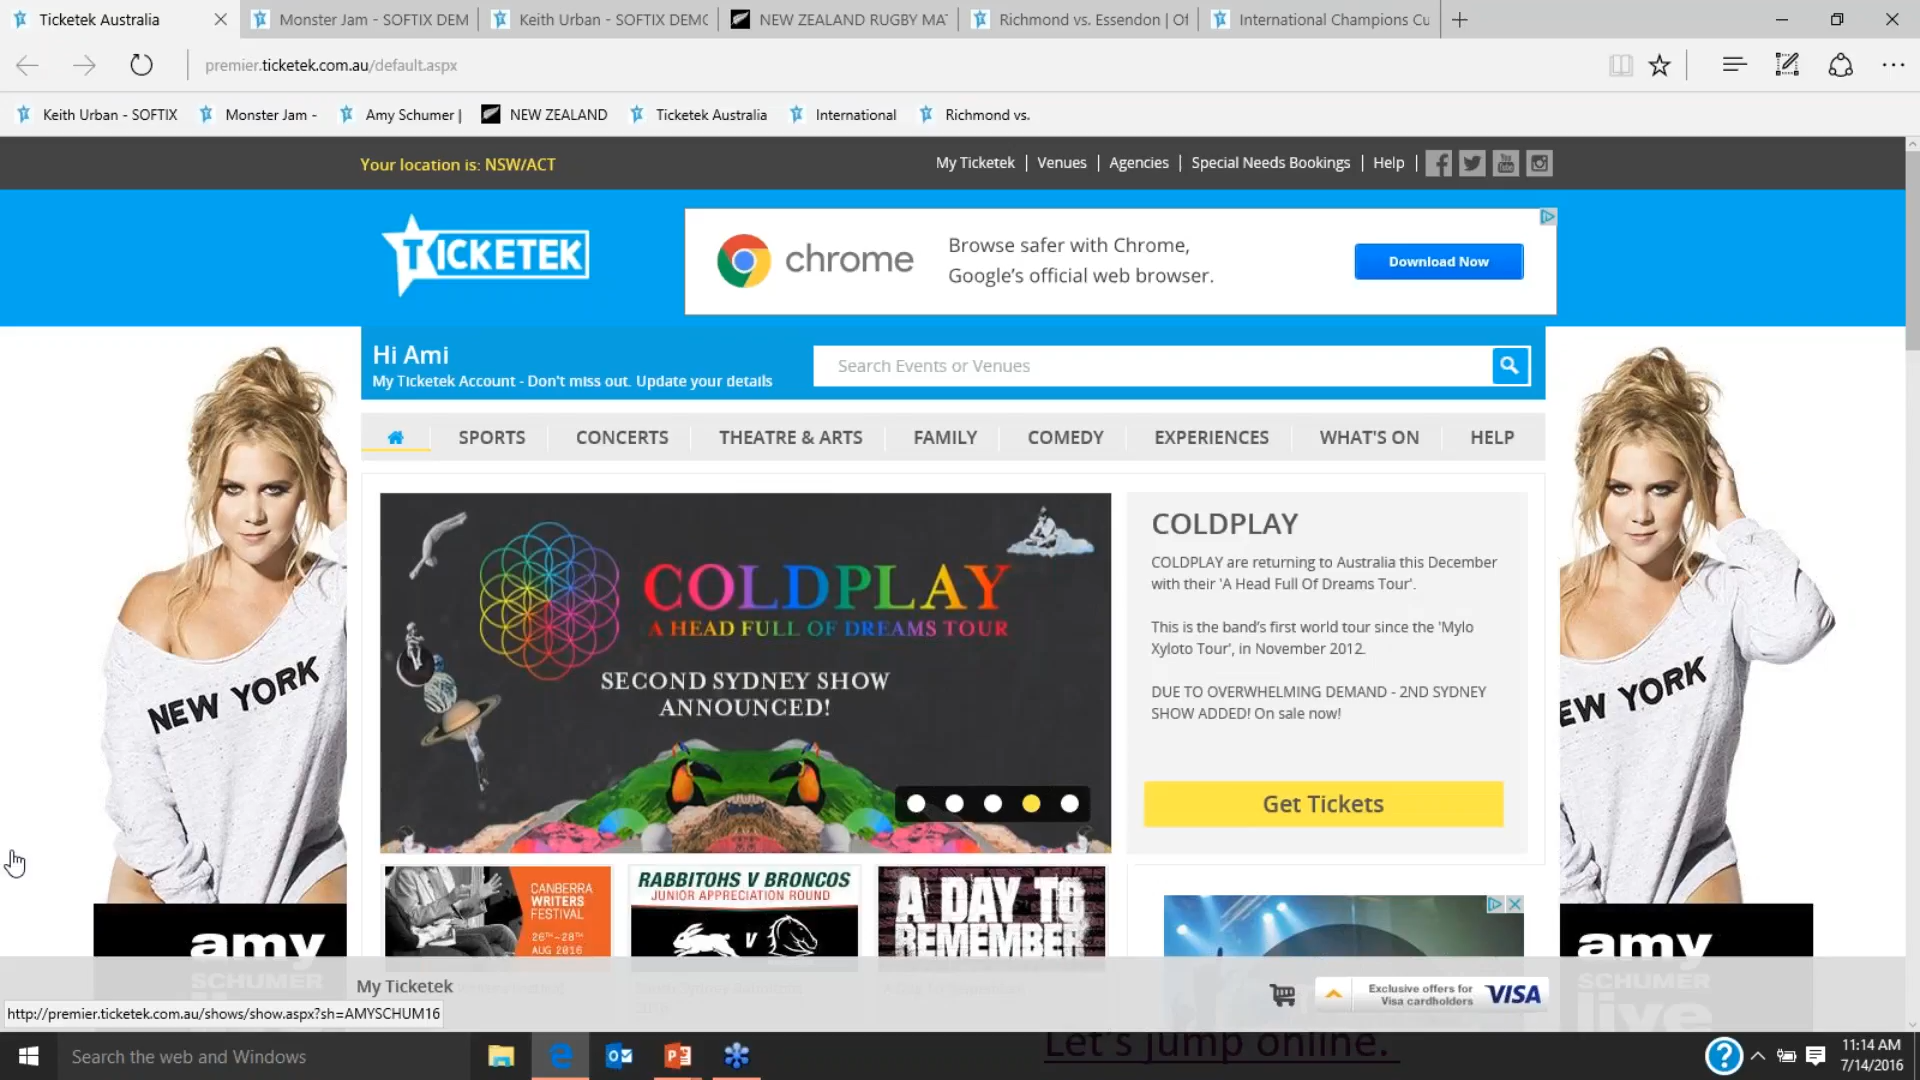 Ticketek Australia
Monster Jam - SOFTIX DEM
Keith Urban - SOFTIX DEMC
NEW ZEALAND RUGBY MA
Richmond vs. Essendon | Of
International Champions Cu
premier.ticketek.com.au/default.aspx
Keith Urban - SOFTIX
Monster Jam -
Amy Schumer |
NEW ZEALAND
Ticketek Australia
International
Richmond vs.
Your location is: NSW/ACT
My Ticketek | Venues | Agencies | Special Needs Bookings | Help |
TICKETEK
chrome
Browse safer with Chrome,
Google's official web browser.
Download Now
Hi Ami
My Ticketek Account - Don't miss out. Update your details
Search Events or Venues
SPORTS
CONCERTS
THEATRE & ARTS
FAMILY
COMEDY
EXPERIENCES
WHAT'S ON
HELP
COLDPLAY
A HEAD FULL OF DREAMS TOUR
SECOND SYDNEY SHOW
ANNOUNCED!
COLDPLAY
COLDPLAY are returning to Australia this December
with their 'A Head Full Of Dreams Tour'.
This is the band's first world tour since the 'Mylo
Xyloto Tour', in November 2012.
DUE TO OVERWHELMING DEMAND - 2ND SYDNEY
SHOW ADDED! On sale now!
Get Tickets
NEW YORK
EW YORK
CANBERRA
WRITERS
FESTIVAL
26TH-28TH
AUG 2016
RABBITOHS V BRONCOS
JUNIOR APPRECIATION ROUND
V
A DAY TO
REMEMBER
amy
SCHUMER
amy
SCHUMER
live
My Ticketek
Exclusive offers for
Visa cardholders
VISA
http://premier.ticketek.com.au/shows/show.aspx?sh=AMYSCHUM16
Let's jump online.
Search the web and Windows
11:14 AM
7/14/2016